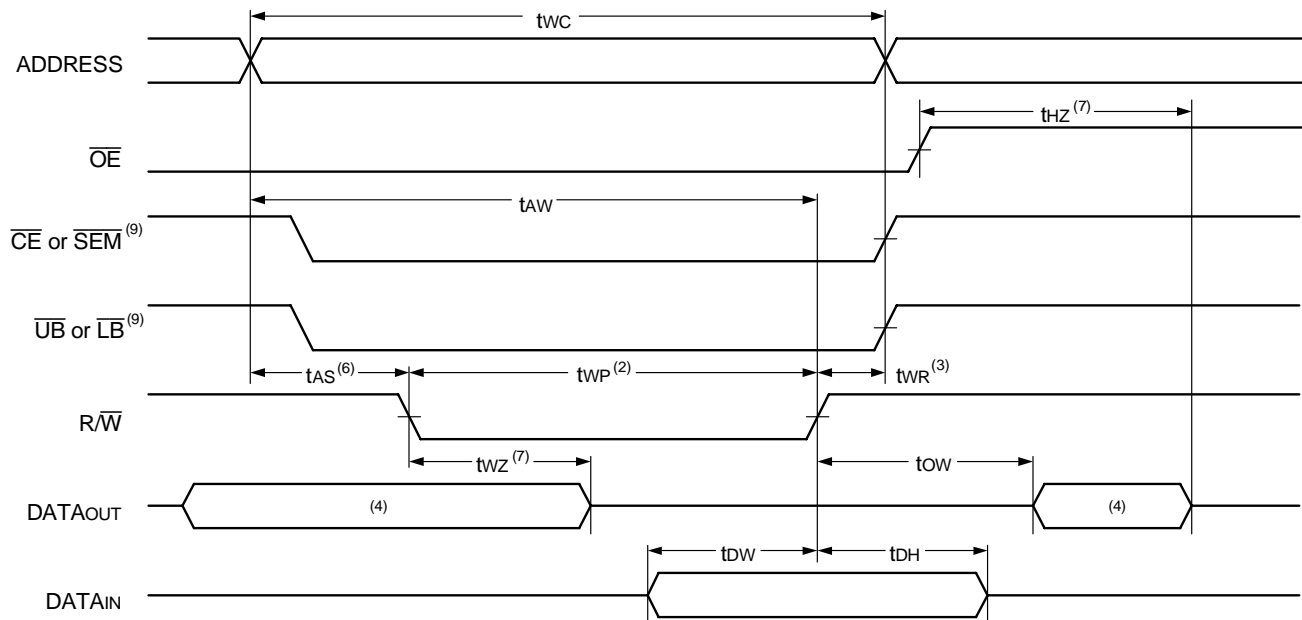 tWC
ADDRESS
tHZ(7)
OE
tAW
CE or SEM(9)
UB or LB(9)
tAS(6) tWP(2) tWR(3)
R/W
tWZ(7) tOW
DATAOUT (4) (4)
tDW tDH
DATAIN